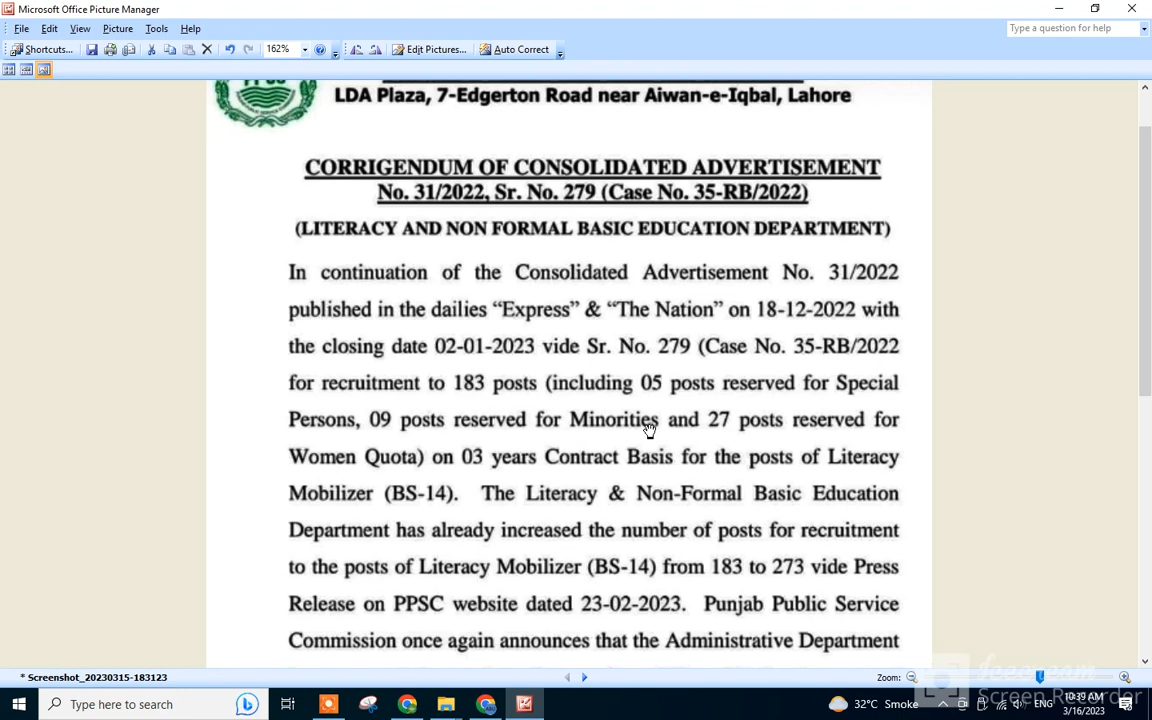 Microsoft Office Picture Manager
File Edit View Picture Tools Help
Type a question for help
Shortcuts... 162% Edit Pictures... Auto Correct
LDA Plaza, 7-Edgerton Road near Aiwan-e-Iqbal, Lahore
CORRIGENDUM OF CONSOLIDATED ADVERTISEMENT
No. 31/2022, Sr. No. 279 (Case No. 35-RB/2022)
(LITERACY AND NON FORMAL BASIC EDUCATION DEPARTMENT)
In continuation of the Consolidated Advertisement No. 31/2022
published in the dailies “Express” & “The Nation” on 18-12-2022 with
the closing date 02-01-2023 vide Sr. No. 279 (Case No. 35-RB/2022
for recruitment to 183 posts (including 05 posts reserved for Special
Persons, 09 posts reserved for Minorities and 27 posts reserved for
Women Quota) on 03 years Contract Basis for the posts of Literacy
Mobilizer (BS-14). The Literacy & Non-Formal Basic Education
Department has already increased the number of posts for recruitment
to the posts of Literacy Mobilizer (BS-14) from 183 to 273 vide Press
Release on PPSC website dated 23-02-2023. Punjab Public Service
Commission once again announces that the Administrative Department
* Screenshot_20230315-183123
Zoom:
Icecream
Screen Recorder
Type here to search
32°C Smoke
ENG
10:39 AM
3/16/2023